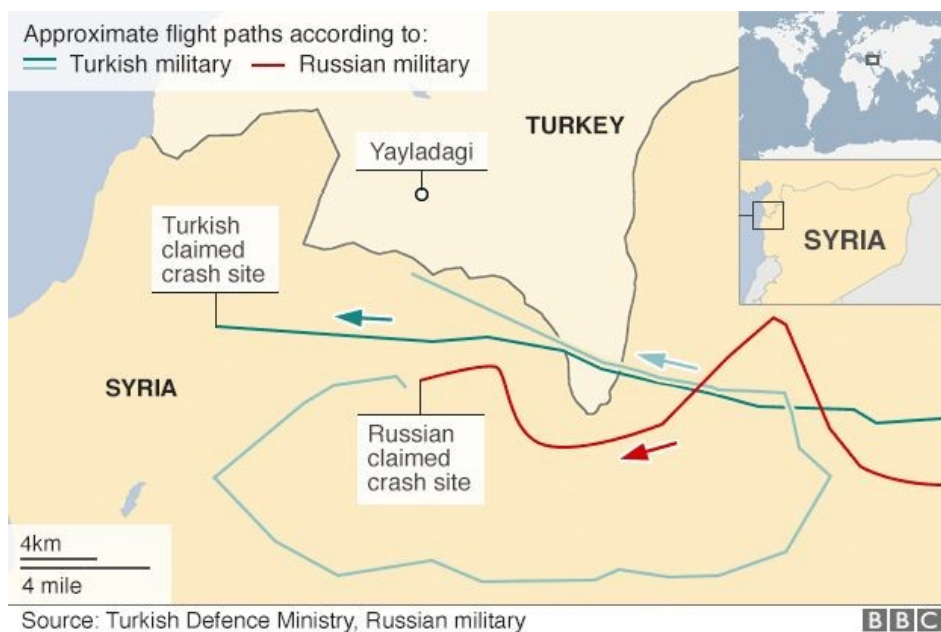 Approximate flight paths according to:
Turkish military Russian military
TURKEY
Yayladagi
Turkish
claimed
crash site
SYRIA
SYRIA
Russian
claimed
crash site
4km
4 mile
Source: Turkish Defence Ministry, Russian military
BBC